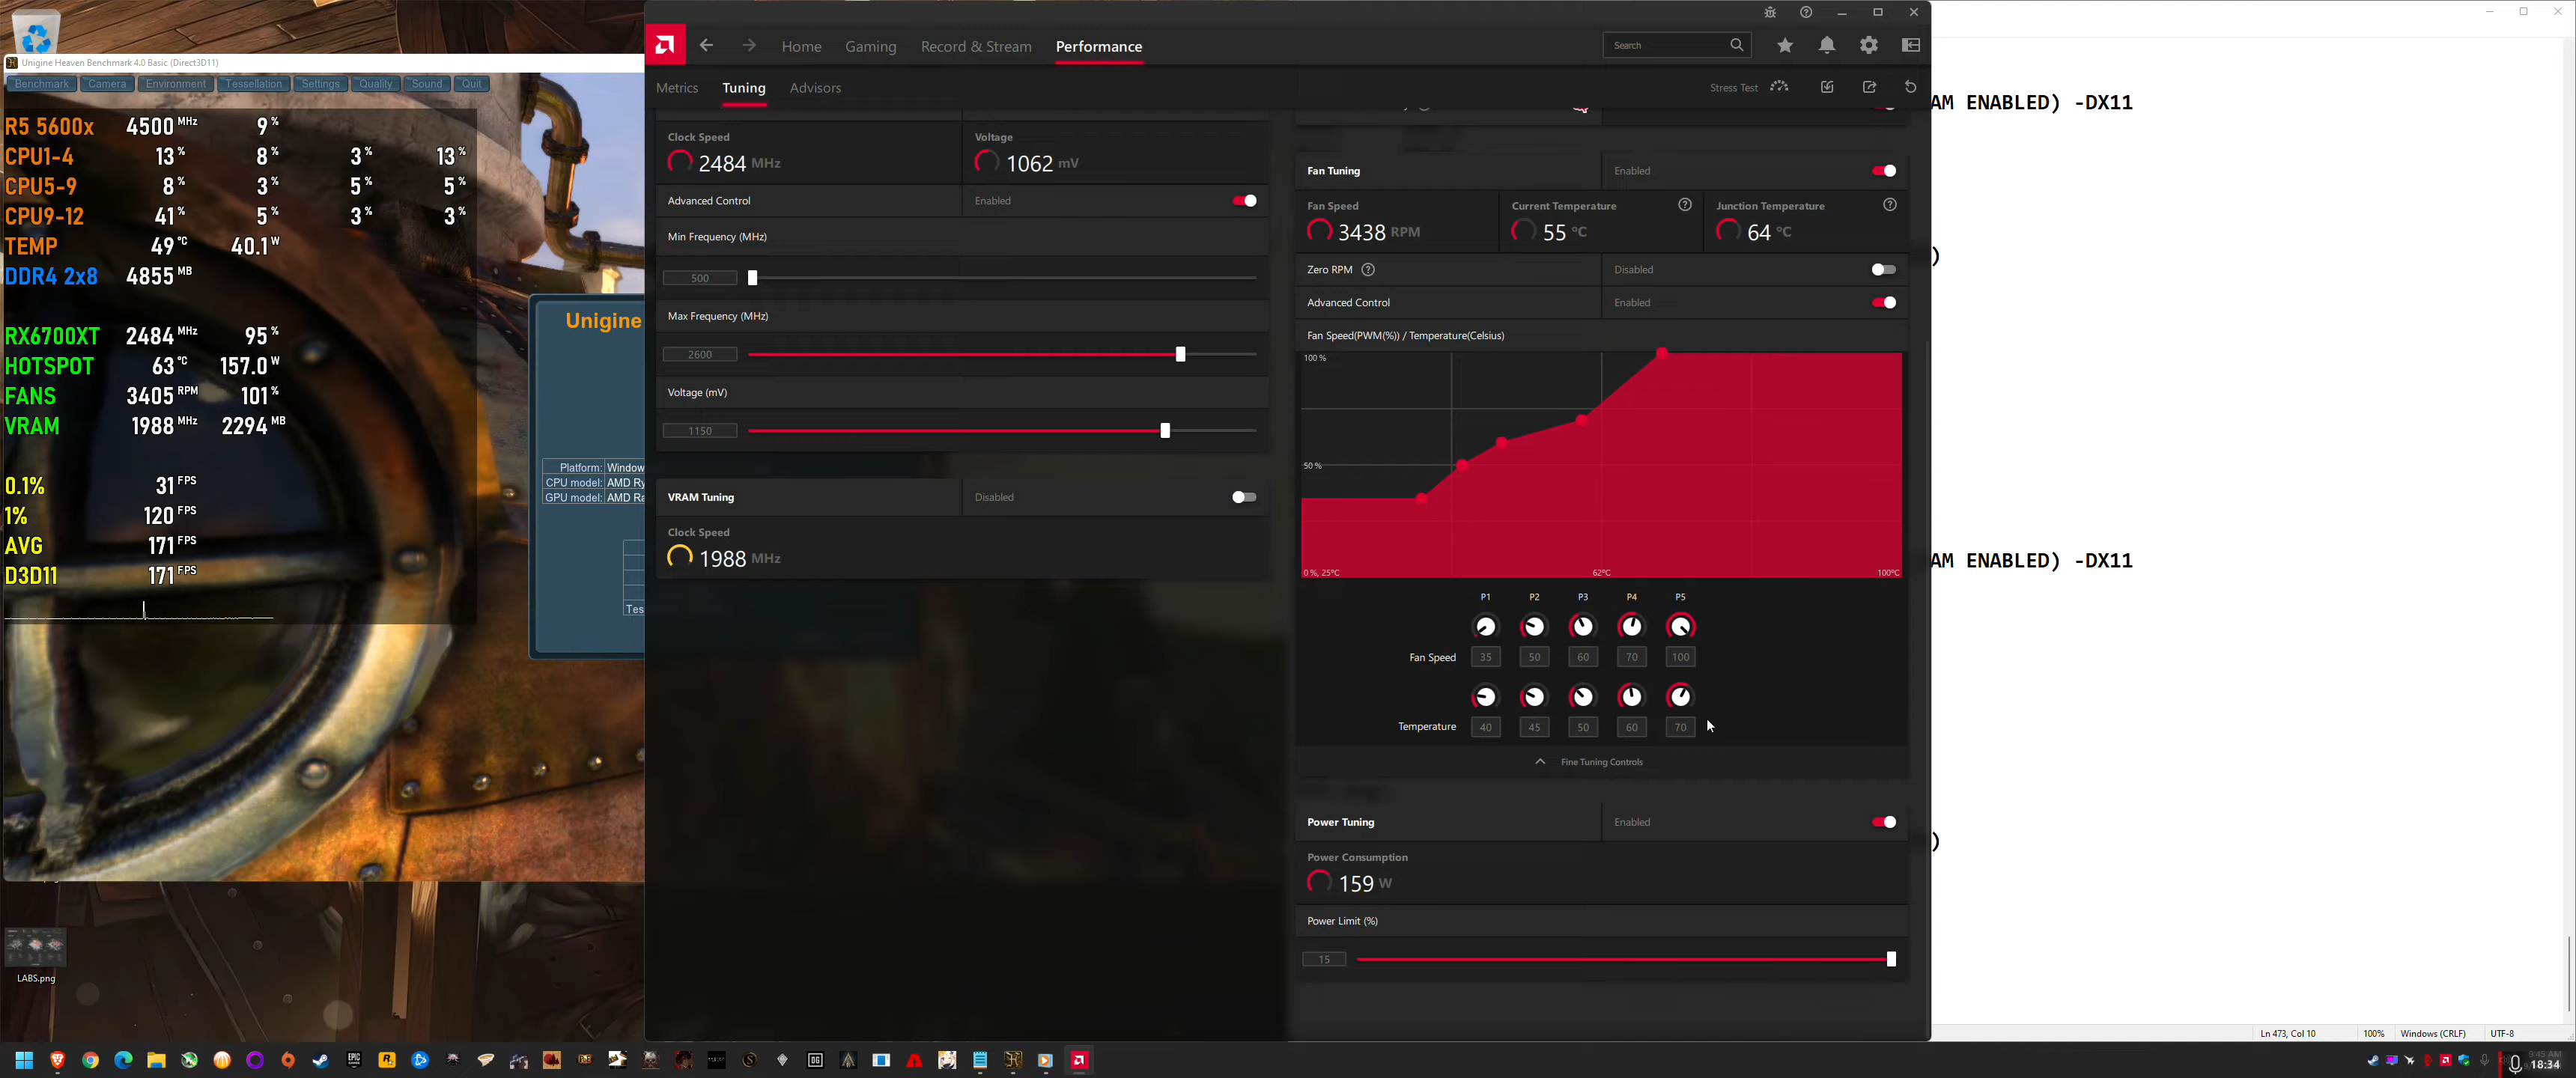 Unigine Heaven Benchmark 4.0 Basic (Direct3D11)
Benchmark Camera Environment Tessellation Settings Quality Sound Quit
R5 5600x 4500 MHz 9 %
CPU1-4 13 % 8 % 3 % 13 %
CPU5-9 8 % 3 % 5 % 5 %
CPU9-12 41 % 5 % 3 % 3 %
TEMP 49 °C 40.1 W
DDR4 2x8 4855 MB
RX6700XT 2484 MHz 95 %
HOTSPOT 63 °C 157.0 W
FANS 3405 RPM 101 %
VRAM 1988 MHz 2294 MB
0.1% 31 FPS
1% 120 FPS
AVG 171 FPS
D3D11 171 FPS
Unigine
Platform: Window
CPU model: AMD Ry
GPU model: AMD Ra
Tes
LABS.png
Home Gaming Record & Stream Performance
Search
Metrics Tuning Advisors
Stress Test
Clock Speed Voltage
2484 MHz 1062 mV
Advanced Control Enabled
Min Frequency (MHz)
500
Max Frequency (MHz)
2600
Voltage (mV)
1150
VRAM Tuning Disabled
Clock Speed
1988 MHz
Fan Tuning Enabled
Fan Speed Current Temperature Junction Temperature
3438 RPM 55 °C 64 °C
Zero RPM Disabled
Advanced Control Enabled
Fan Speed(PWM(%)) / Temperature(Celsius)
100 %
50 %
0 %, 25°C 62°C 100°C
P1 P2 P3 P4 P5
Fan Speed 35 50 60 70 100
Temperature 40 45 50 60 70
Fine Tuning Controls
Power Tuning Enabled
Power Consumption
159 W
Power Limit (%)
15
AM ENABLED) -DX11
)
AM ENABLED) -DX11
)
Ln 473, Col 10 100% Windows (CRLF) UTF-8
EPIC
OG
9:45 AM
18:34